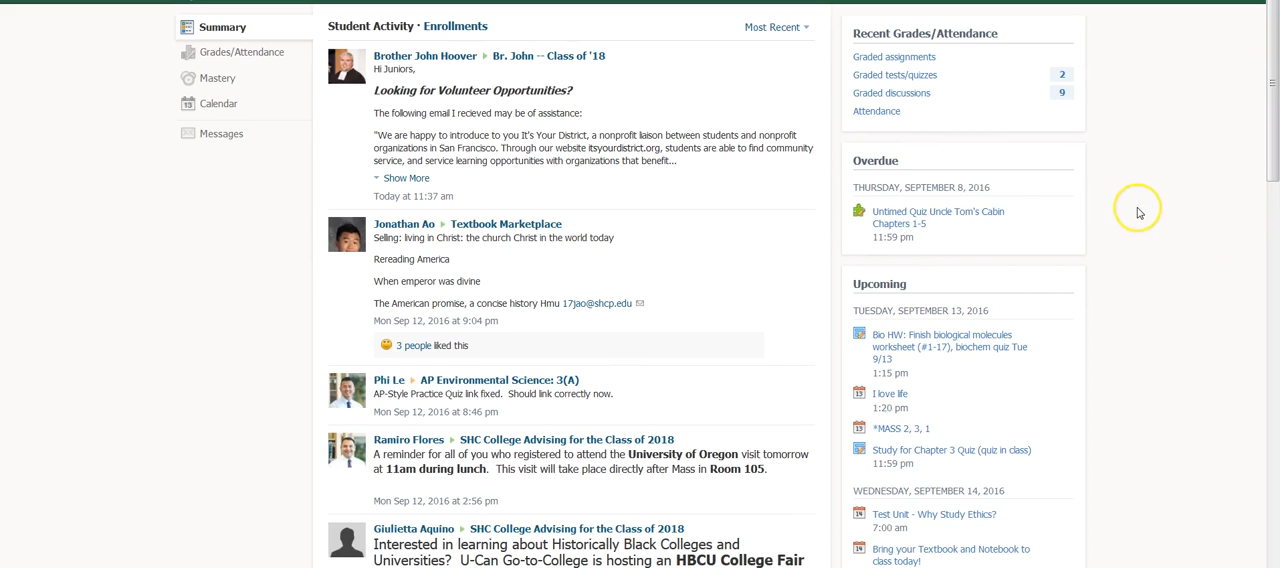 Summary
Grades/Attendance
Mastery
13 Calendar
Messages
Student Activity · Enrollments
Most Recent
Brother John Hoover Br. John -- Class of '18
Hi Juniors,
Looking for Volunteer Opportunities?
The following email I recieved may be of assistance:
"We are happy to introduce to you It's Your District, a nonprofit liaison between students and nonprofit
organizations in San Francisco. Through our website itsyourdistrict.org, students are able to find community
service, and service learning opportunities with organizations that benefit...
Show More
Today at 11:37 am
Jonathan Ao Textbook Marketplace
Selling: living in Christ: the church Christ in the world today
Rereading America
When emperor was divine
The American promise, a concise history Hmu 17jao@shcp.edu
Mon Sep 12, 2016 at 9:04 pm
3 people liked this
Phi Le AP Environmental Science: 3(A)
AP-Style Practice Quiz link fixed. Should link correctly now.
Mon Sep 12, 2016 at 8:46 pm
Ramiro Flores SHC College Advising for the Class of 2018
A reminder for all of you who registered to attend the University of Oregon visit tomorrow
at 11am during lunch. This visit will take place directly after Mass in Room 105.
Mon Sep 12, 2016 at 2:56 pm
Giulietta Aquino SHC College Advising for the Class of 2018
Interested in learning about Historically Black Colleges and
Universities? U-Can Go-to-College is hosting an HBCU College Fair
Recent Grades/Attendance
Graded assignments
Graded tests/quizzes 2
Graded discussions 9
Attendance
Overdue
THURSDAY, SEPTEMBER 8, 2016
Untimed Quiz Uncle Tom's Cabin
Chapters 1-5
11:59 pm
Upcoming
TUESDAY, SEPTEMBER 13, 2016
Bio HW: Finish biological molecules
worksheet (#1-17), biochem quiz Tue
9/13
1:15 pm
13 I love life
1:20 pm
13 *MASS 2, 3, 1
Study for Chapter 3 Quiz (quiz in class)
11:59 pm
WEDNESDAY, SEPTEMBER 14, 2016
14 Test Unit - Why Study Ethics?
7:00 am
14 Bring your Textbook and Notebook to
class today!